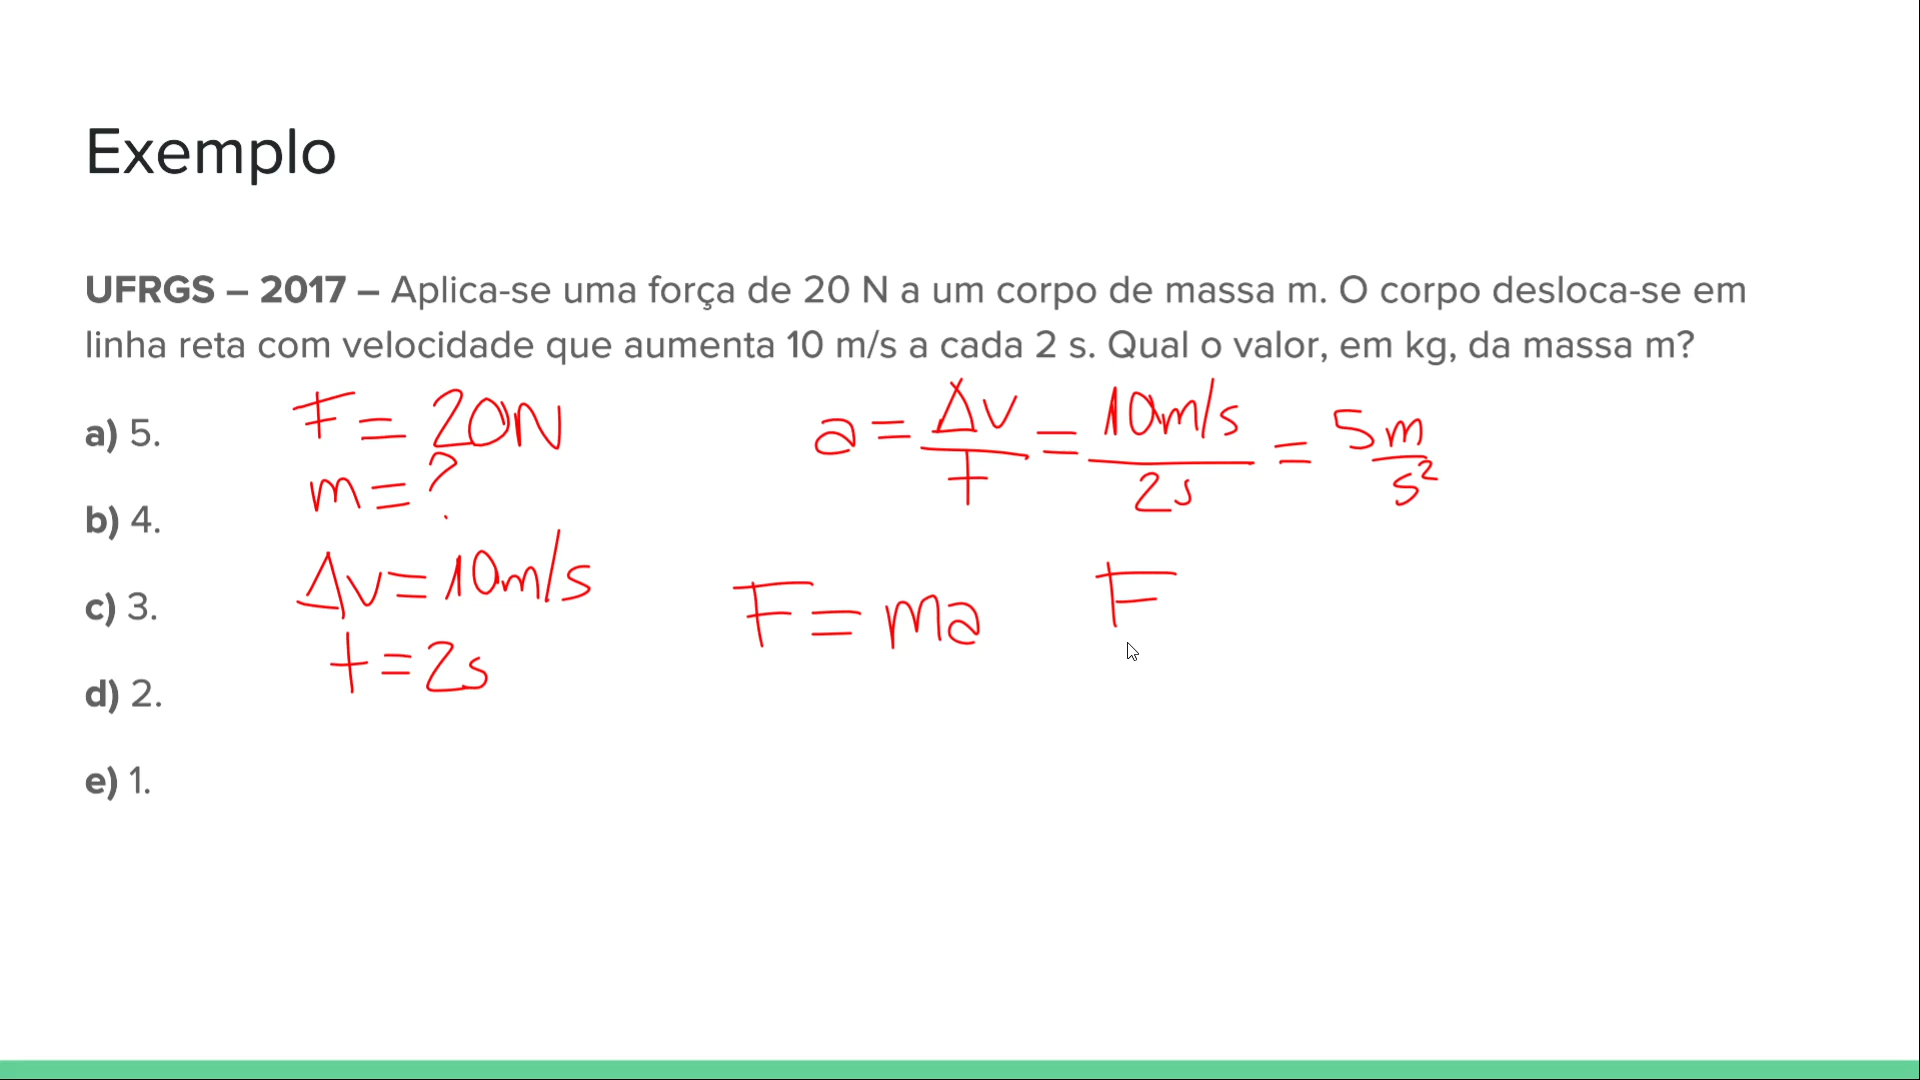 Exemplo
UFRGS – 2017 – Aplica-se uma força de 20 N a um corpo de massa m. O corpo desloca-se em
linha reta com velocidade que aumenta 10 m/s a cada 2 s. Qual o valor, em kg, da massa m?
a) 5.
b) 4.
c) 3.
d) 2.
e) 1.
F = 20N
m = ?
Δv = 10m/s
t = 2s
a = Δv/t = 10m/s/2s = 5 m/s²
F = ma
F